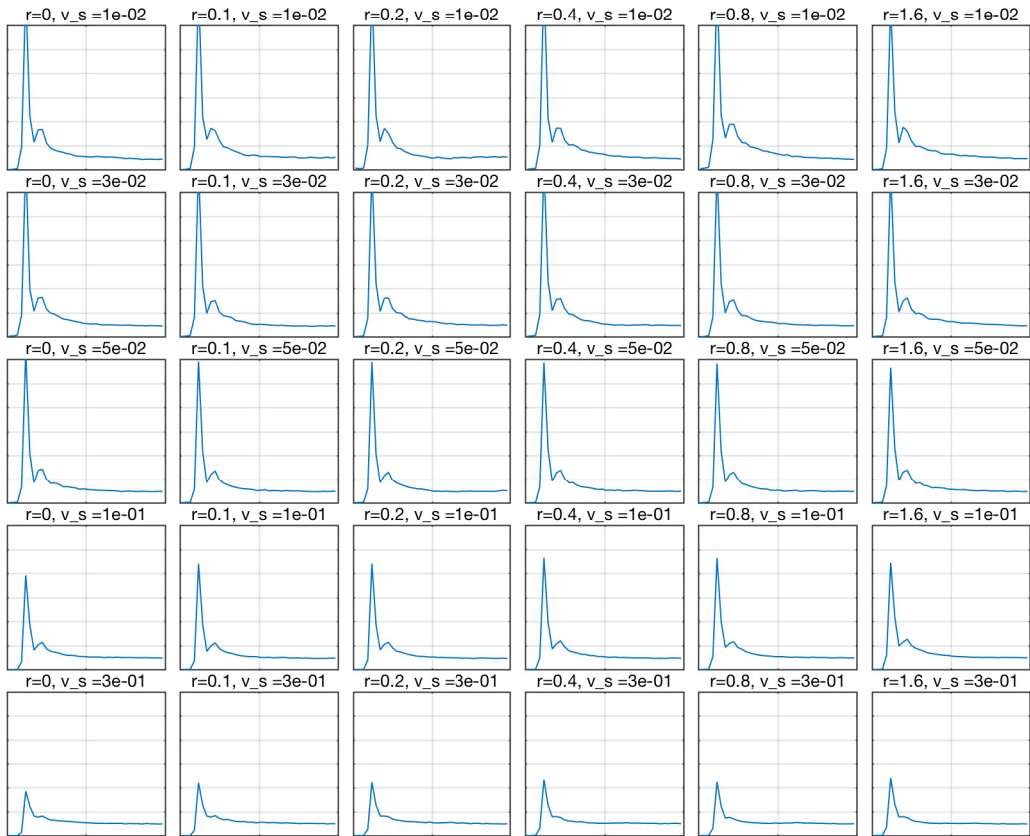 r=0, v_s =1e-02
r=0.1, v_s =1e-02
r=0.2, v_s =1e-02
r=0.4, v_s =1e-02
r=0.8, v_s =1e-02
r=1.6, v_s =1e-02
r=0, v_s =3e-02
r=0.1, v_s =3e-02
r=0.2, v_s =3e-02
r=0.4, v_s =3e-02
r=0.8, v_s =3e-02
r=1.6, v_s =3e-02
r=0, v_s =5e-02
r=0.1, v_s =5e-02
r=0.2, v_s =5e-02
r=0.4, v_s =5e-02
r=0.8, v_s =5e-02
r=1.6, v_s =5e-02
r=0, v_s =1e-01
r=0.1, v_s =1e-01
r=0.2, v_s =1e-01
r=0.4, v_s =1e-01
r=0.8, v_s =1e-01
r=1.6, v_s =1e-01
r=0, v_s =3e-01
r=0.1, v_s =3e-01
r=0.2, v_s =3e-01
r=0.4, v_s =3e-01
r=0.8, v_s =3e-01
r=1.6, v_s =3e-01